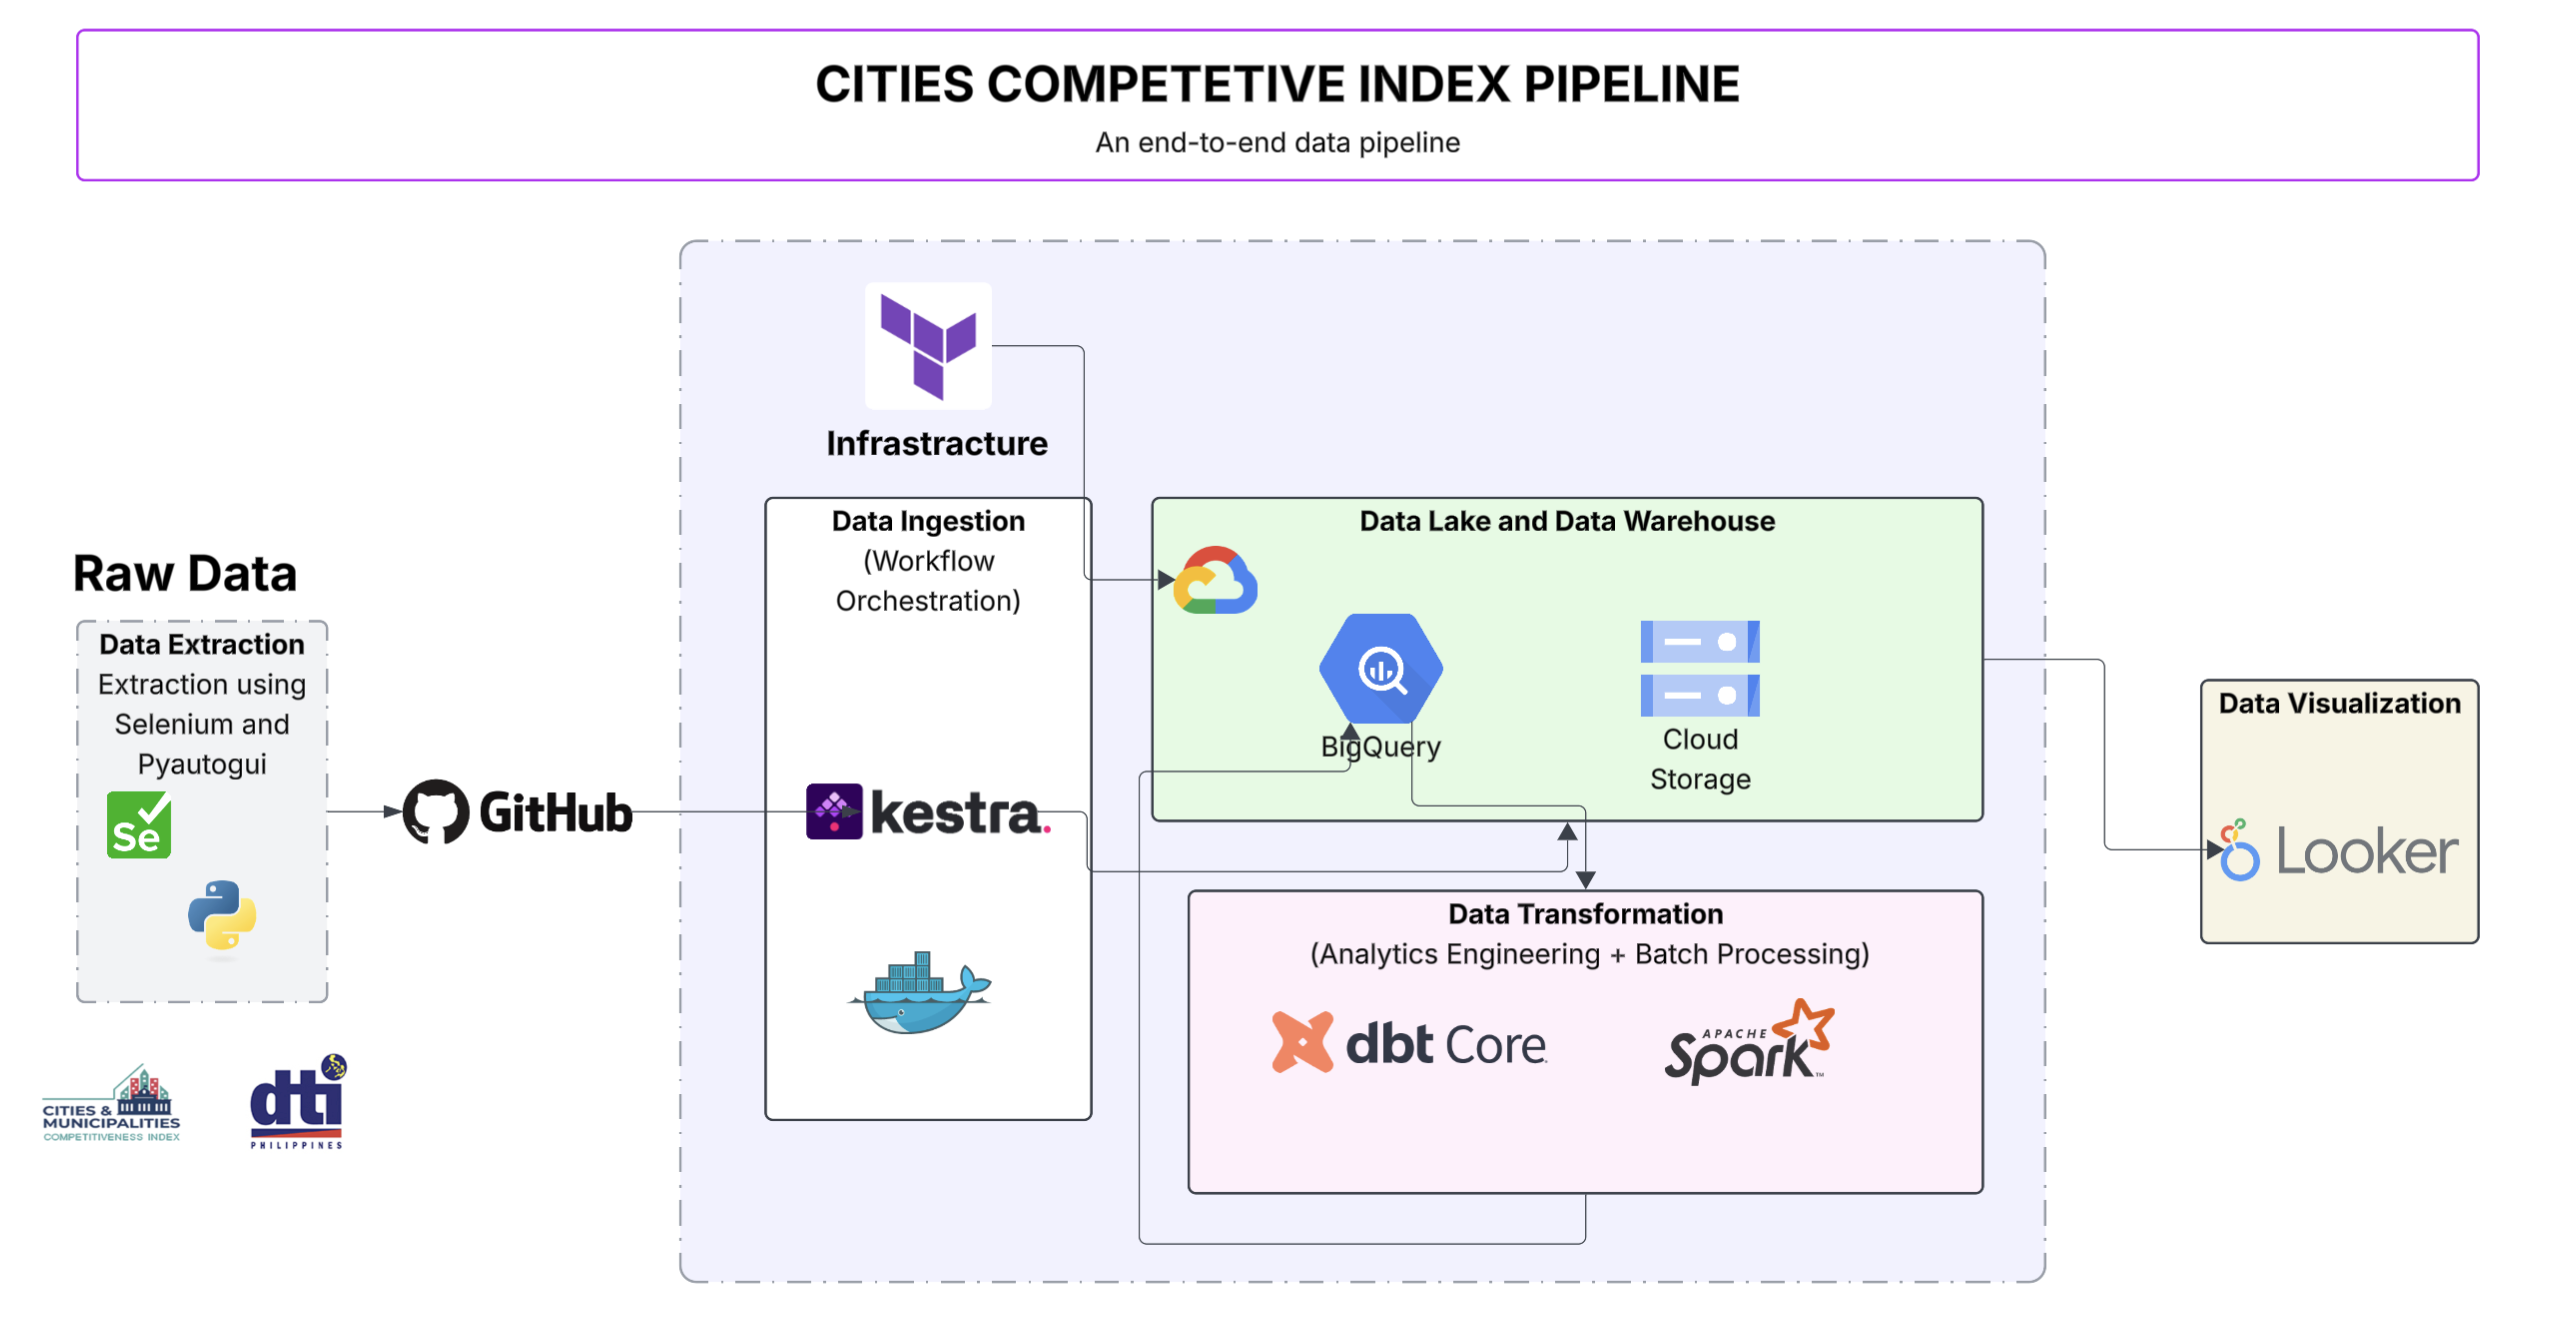 CITIES COMPETETIVE INDEX PIPELINE
An end-to-end data pipeline
Infrastracture
Raw Data
Data Extraction
Extraction using
Selenium and
Pyautogui
Se
CITIES &
MUNICIPALITIES
COMPETITIVENESS INDEX
dti
PHILIPPINES
GitHub
Data Ingestion
(Workflow
Orchestration)
kestra.
Data Lake and Data Warehouse
BigQuery
Cloud
Storage
Data Transformation
(Analytics Engineering + Batch Processing)
dbt Core
APACHE
Spark™
Data Visualization
Looker